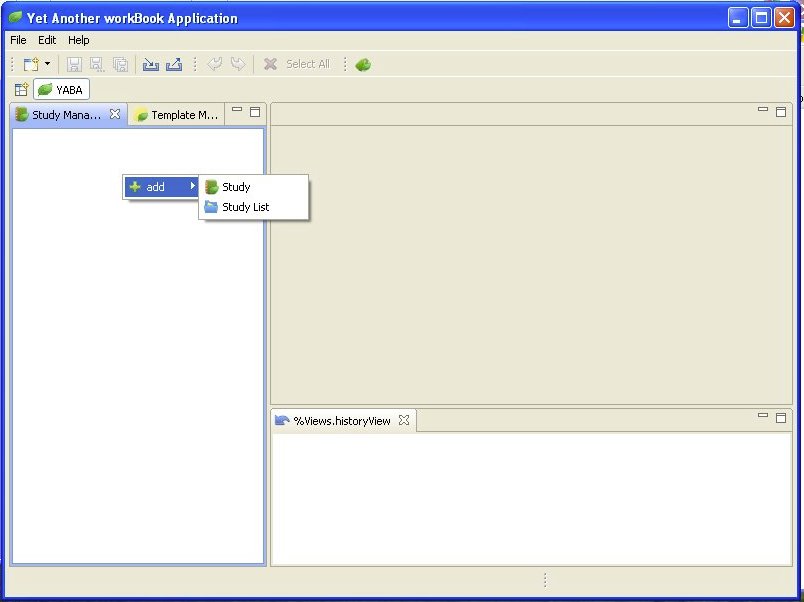 Yet Another workBook Application
File Edit Help
Select All
YABA
Study Mana... Template M...
add
Study
Study List
%Views.historyView